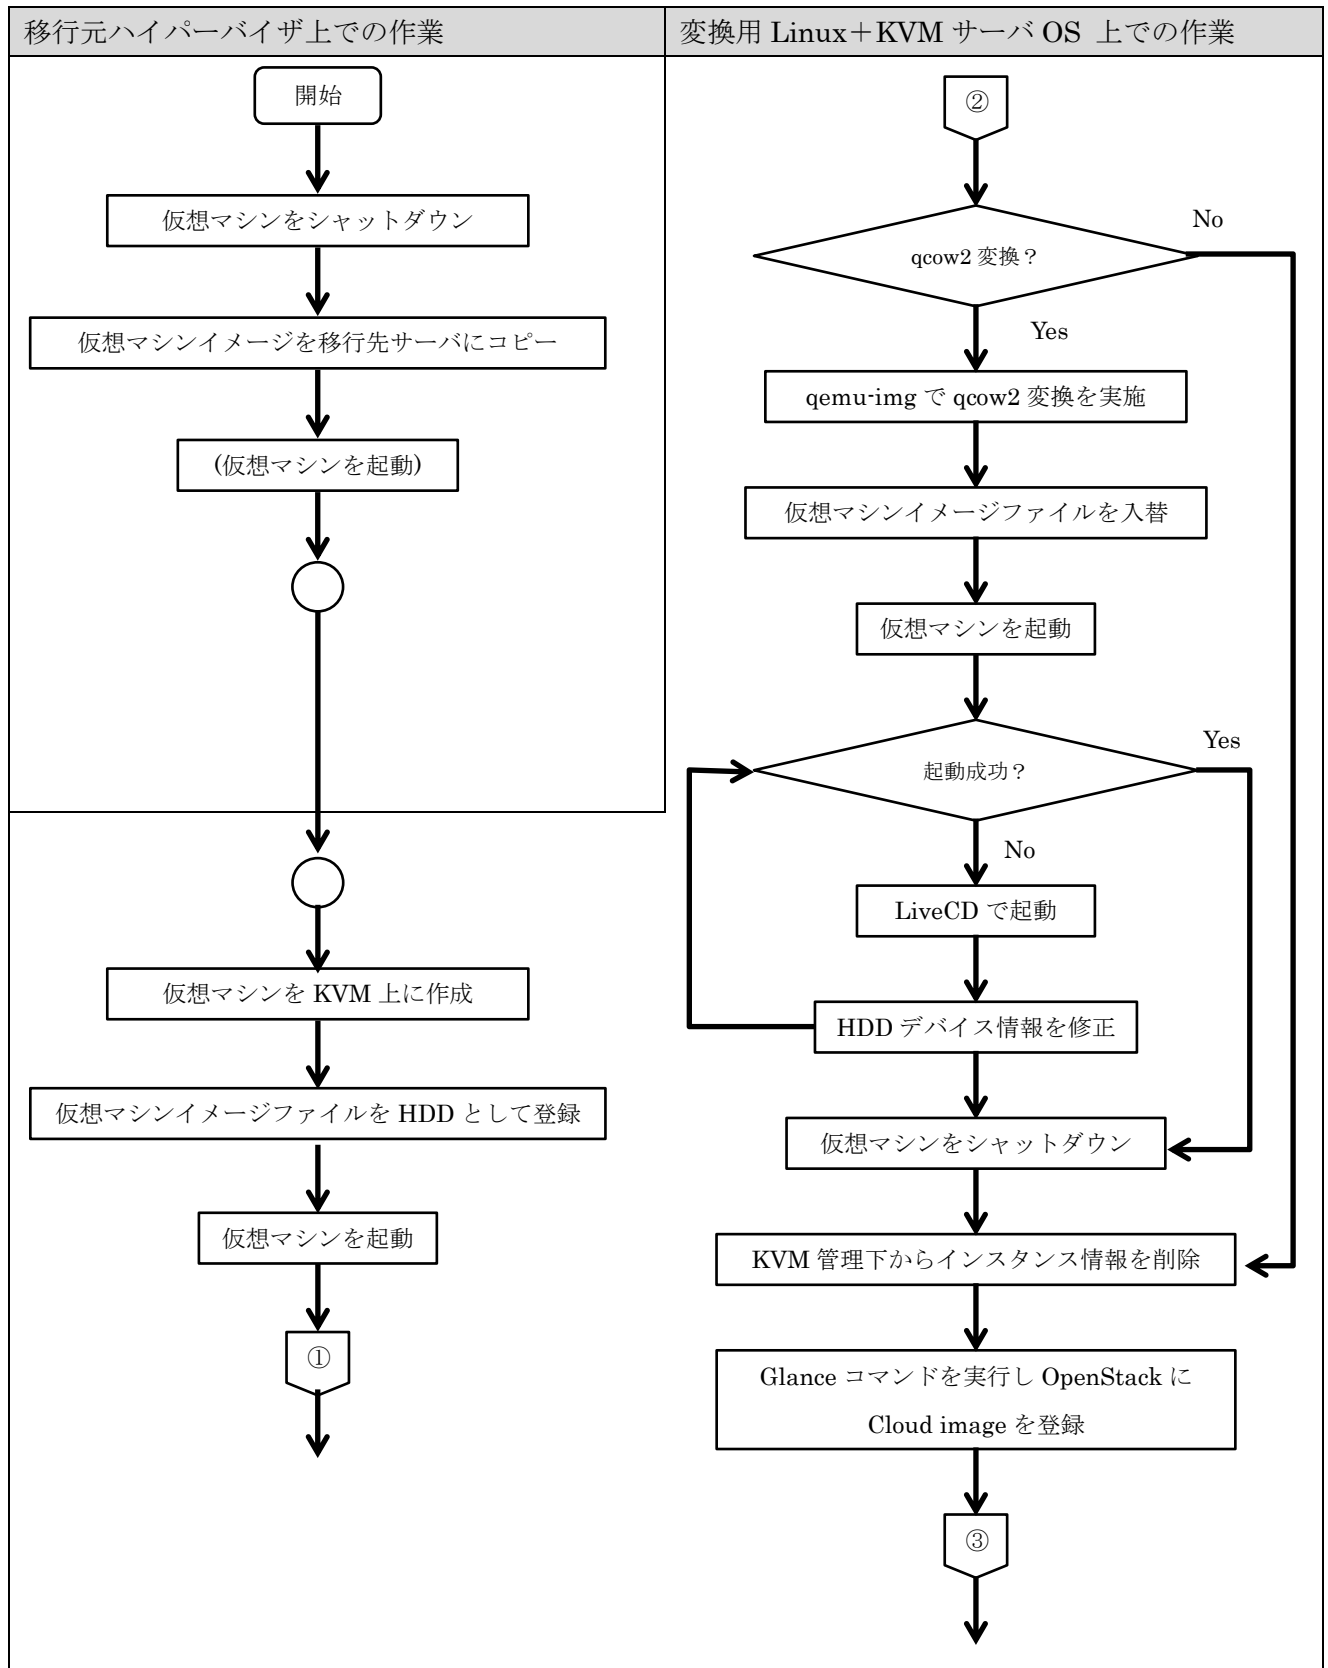 移行元ハイパーバイザ上での作業
開始
仮想マシンをシャットダウン
仮想マシンイメージを移行先サーバにコピー
(仮想マシンを起動)
仮想マシンを KVM 上に作成
仮想マシンイメージファイルを HDD として登録
仮想マシンを起動
①
変換用 Linux+KVM サーバ OS 上での作業
②
No
qcow2 変換?
Yes
qemu-img で qcow2 変換を実施
仮想マシンイメージファイルを入替
仮想マシンを起動
Yes
起動成功?
No
LiveCD で起動
HDD デバイス情報を修正
仮想マシンをシャットダウン
KVM 管理下からインスタンス情報を削除
Glance コマンドを実行し OpenStack に
Cloud image を登録
③